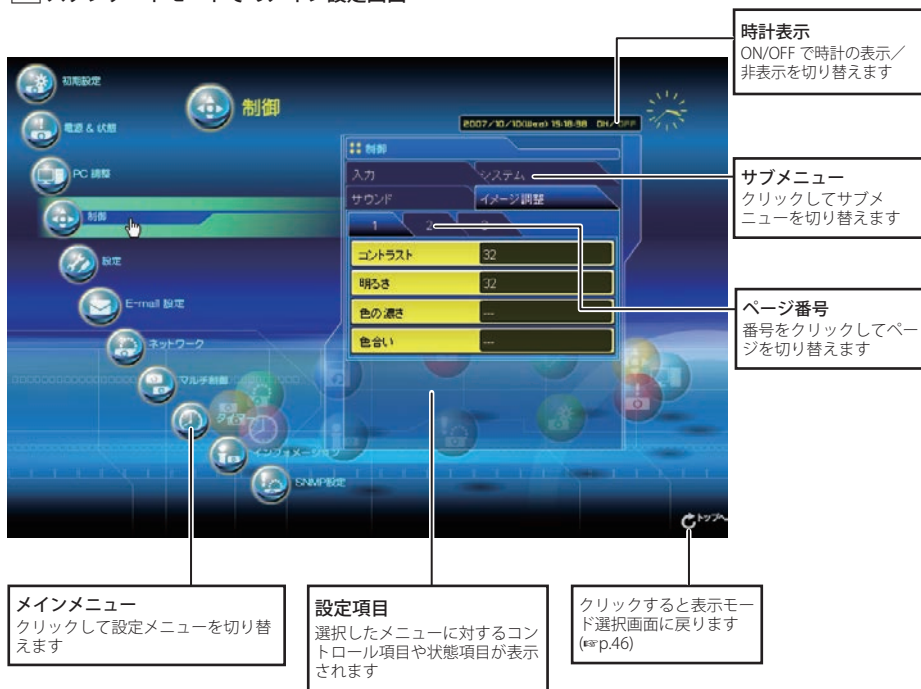 時計表示
ON/OFF で時計の表示／
非表示を切り替えます
初期設定
制御
電源 & 状態
2007/10/10(Wed) 15:18:38 ON/OFF
PC 調整
制御
入力
システム
サウンド
イメージ調整
1
2
3
制御
コントラスト
32
設定
明るさ
32
E-mail 設定
色の濃さ
---
ネットワーク
色合い
---
マルチ制御
タイマー
インフォメーション
SNMP設定
トップへ
サブメニュー
クリックしてサブメ
ニューを切り替えます
ページ番号
番号をクリックしてペー
ジを切り替えます
メインメニュー
クリックして設定メニューを切り替
えます
設定項目
選択したメニューに対するコン
トロール項目や状態項目が表示
されます
クリックすると表示モー
ド選択画面に戻ります
(☞p.46)